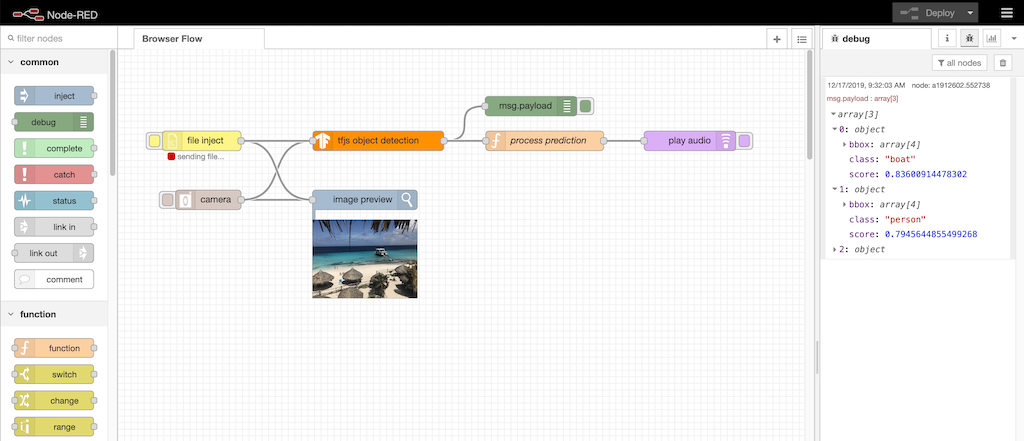 Node-RED
Deploy
filter nodes
common
inject
debug
complete
catch
status
link in
link out
comment
function
function
switch
change
range
Browser Flow
file inject
sending file...
camera
tfjs object detection
image preview
msg.payload
process prediction
play audio
debug
i
all nodes
12/17/2019, 9:32:03 AM node: a1912602.552738
msg.payload : array[3]
array[3]
0: object
bbox: array[4]
class: "boat"
score: 0.83600914478302
1: object
bbox: array[4]
class: "person"
score: 0.7945644855499268
2: object